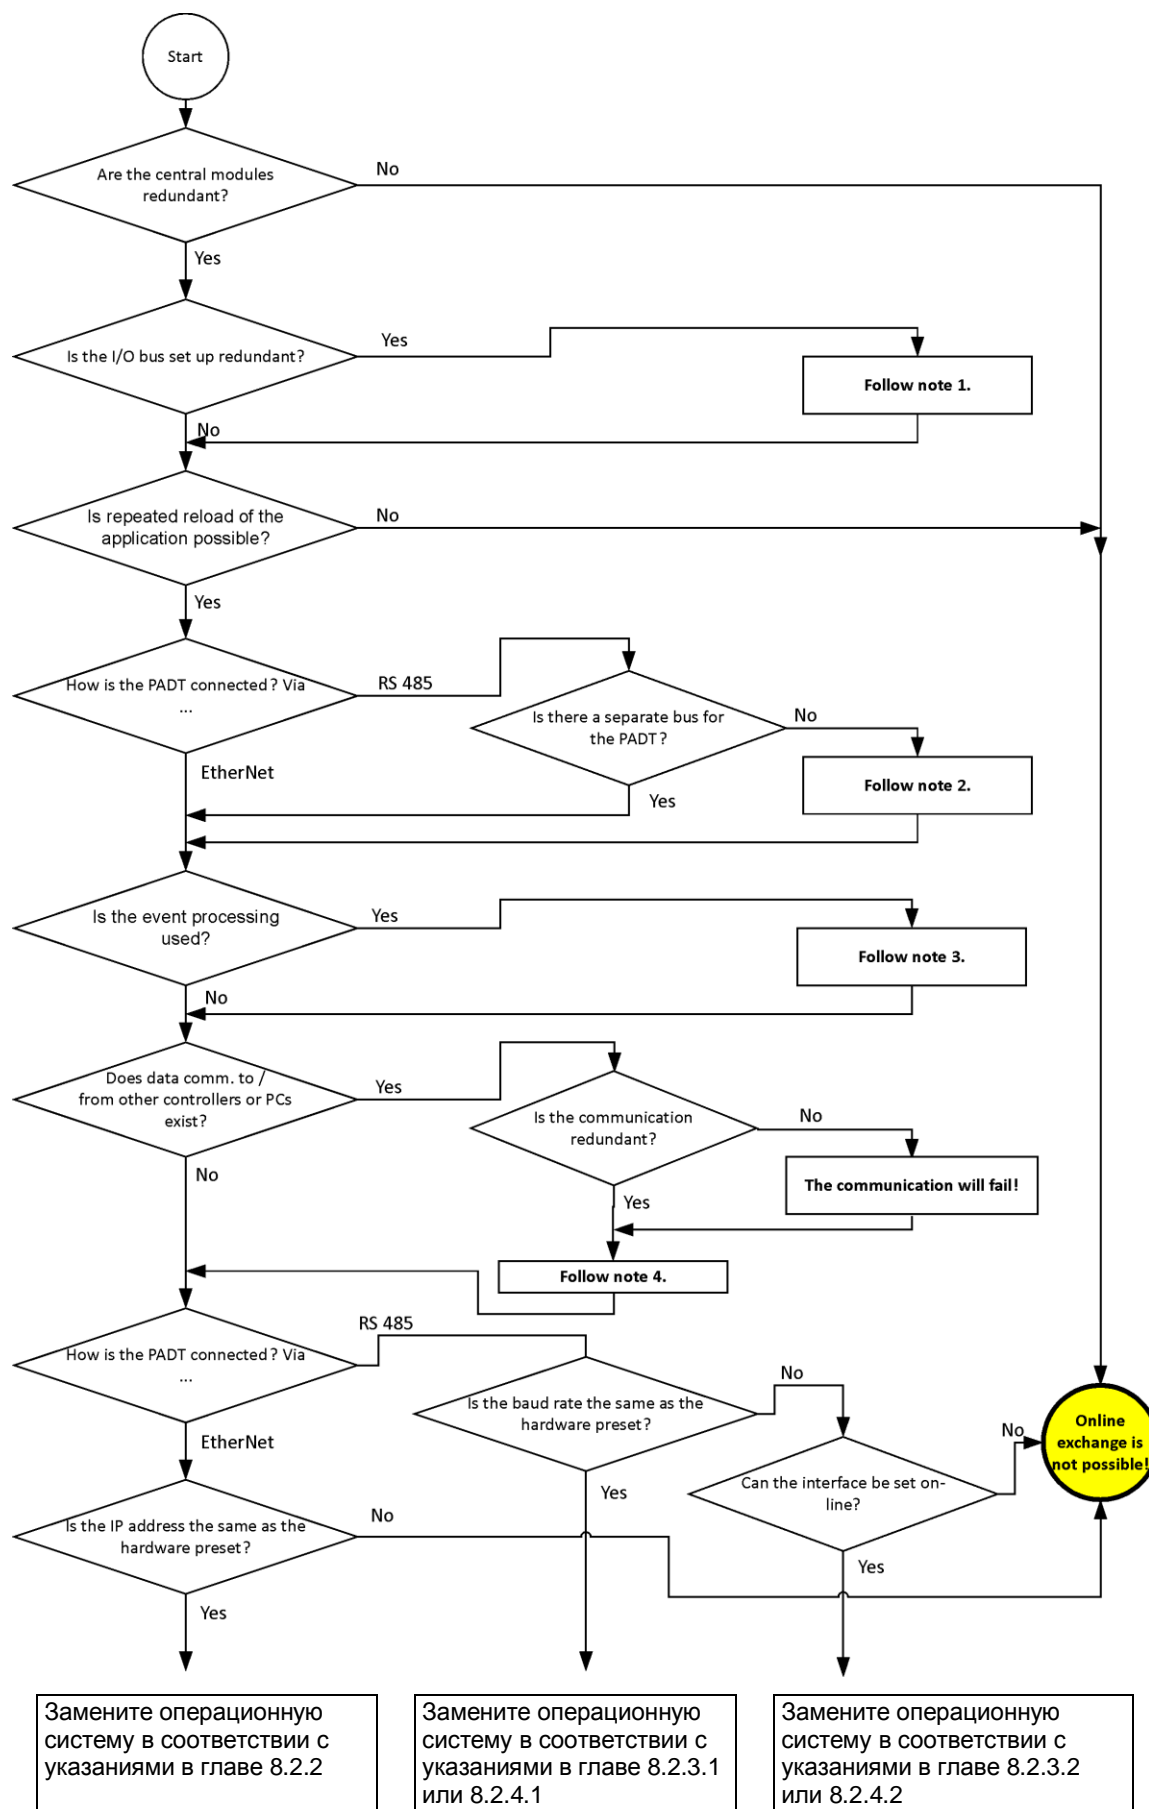 Start
Are the central modules
redundant?
No
Yes
Is the I/O bus set up redundant?
Yes
Follow note 1.
No
Is repeated reload of the
application possible?
No
Yes
How is the PADT connected? Via
...
RS 485
Is there a separate bus for
the PADT?
No
Follow note 2.
EtherNet
Yes
Is the event processing
used?
Yes
Follow note 3.
No
Does data comm. to /
from other controllers or PCs
exist?
Yes
Is the communication
redundant?
No
The communication will fail!
No
Yes
Follow note 4.
How is the PADT connected? Via
...
RS 485
Is the baud rate the same as the
hardware preset?
No
Can the interface be set on-
line?
No
Online
exchange is
not possible!
EtherNet
Yes
Is the IP address the same as the
hardware preset?
No
Yes
Yes
Замените операционную
систему в соответствии с
указаниями в главе 8.2.2
Замените операционную
систему в соответствии с
указаниями в главе 8.2.3.1
или 8.2.4.1
Замените операционную
систему в соответствии с
указаниями в главе 8.2.3.2
или 8.2.4.2